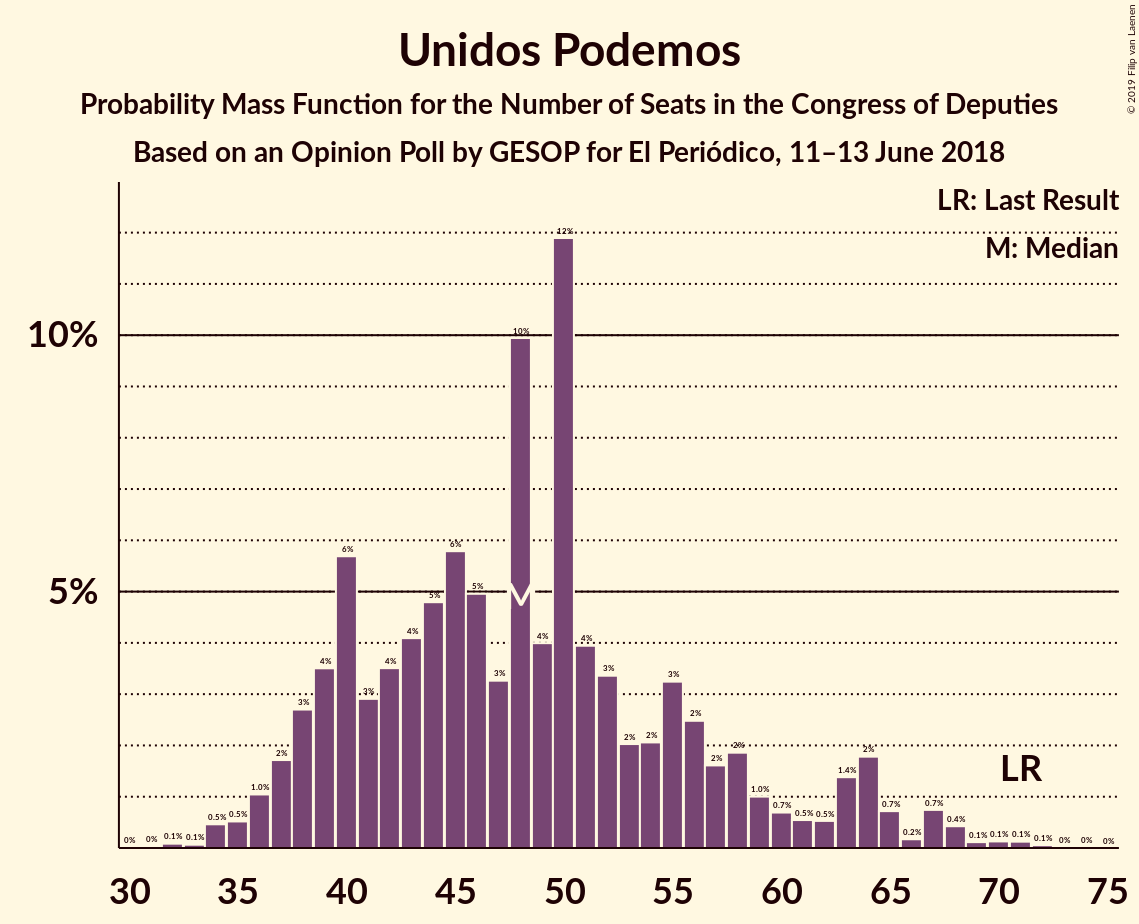 Unidos Podemos
Probability Mass Function for the Number of Seats in the Congress of Deputies
Based on an Opinion Poll by GESOP for El Periódico, 11–13 June 2018
© 2019 Filip van Laenen
LR: Last Result
M: Median
10%
5%
0% 0% 0.1% 0.1% 0.5% 0.5% 1.0% 2% 3% 4% 6% 3% 4% 4% 5% 6% 5% 3% 10% 4% 12% 4% 3% 2% 2% 3% 2% 2% 2% 1.0% 0.7% 0.5% 0.5% 1.4% 2% 0.7% 0.2% 0.7% 0.4% 0.1% 0.1% 0.1% 0.1% 0% 0% 0%
M
LR
30 35 40 45 50 55 60 65 70 75